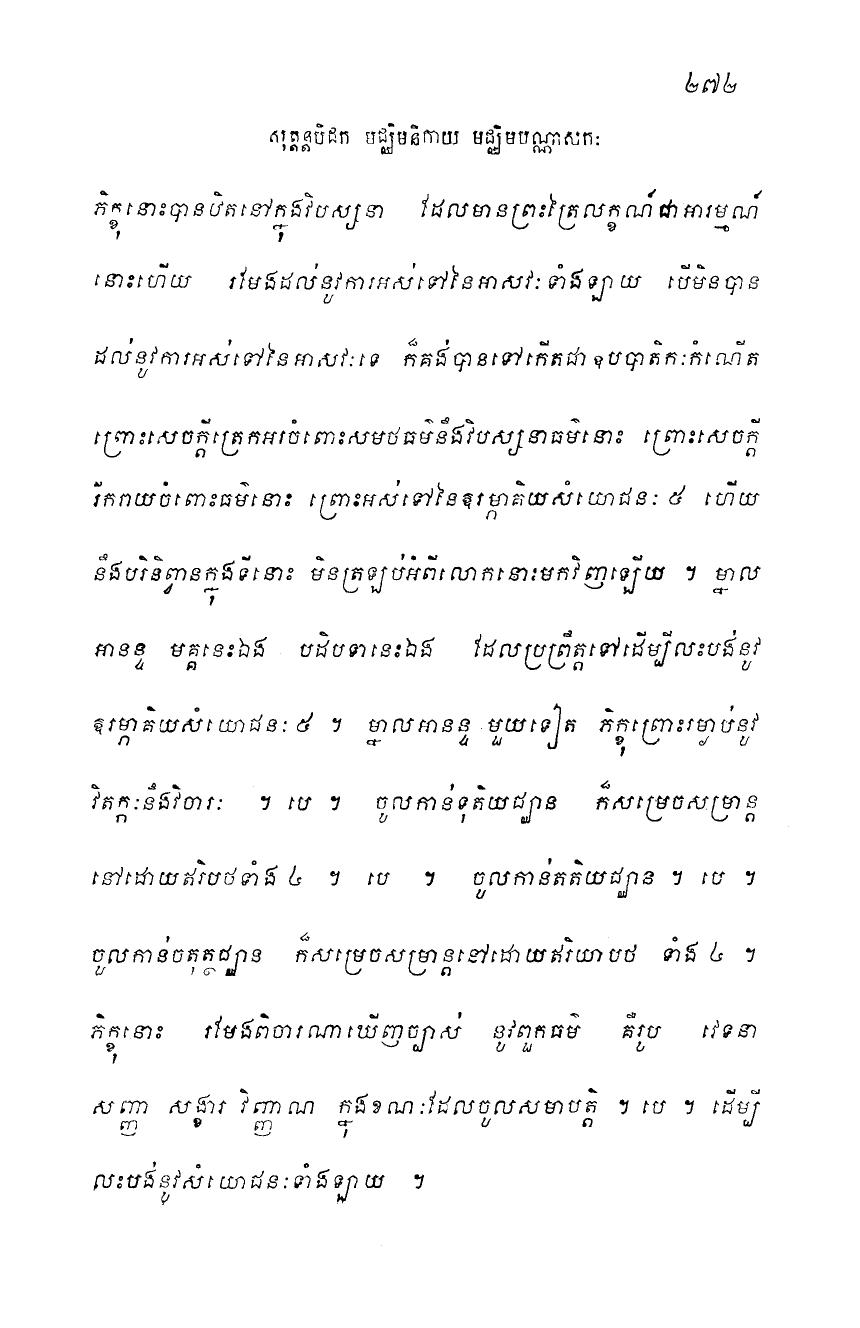 ២៧២
សុត្តន្តបិដក មជ្ឈិមនិកាយ មជ្ឈិមបណ្ណាសកៈ
ភិក្ខុនោះបានឋិតនៅក្នុងវិបស្សនា ដែលមានព្រះត្រៃលក្ខណ៍ជាអារម្មណ៍
នោះហើយ រមែងដល់នូវការអស់ទៅនៃអាសវៈទាំងឡាយ បើមិនបាន
ដល់នូវការអស់ទៅនៃអាសវៈទេ ក៏គង់បានទៅកើតជាឧបបាតិកៈកំណើត
ព្រោះសេចក្តីត្រេកអរចំពោះសមថធម៌នឹងវិបស្សនាធម៌នោះ ព្រោះសេចក្តី
រីករាយចំពោះធម៌នោះ ព្រោះអស់ទៅនៃឱរម្ភាគិយសំយោជនៈ ៥ ហើយ
នឹងបរិនិព្វានក្នុងទីនោះ មិនត្រឡប់អំពីលោកនោះមកវិញឡើយ ។ ម្នាល
អានន្ទ មគ្គនេះឯង បដិបទានេះឯង ដែលប្រព្រឹត្តទៅដើម្បីលះបង់នូវ
ឱរម្ភាគិយសំយោជនៈ ៥ ។ ម្នាលអានន្ទ មួយទៀត ភិក្ខុព្រោះរម្ងាប់នូវ
វិតក្កៈនឹងវិចារៈ ។ បេ ។ ចូលកាន់ទុតិយជ្ឈាន ក៏សម្រេចសម្រាន្ត
នៅដោយឥរិបថទាំង ៤ ។ បេ ។ ចូលកាន់តតិយជ្ឈាន ។ បេ ។
ចូលកាន់ចតុត្ថជ្ឈាន ក៏សម្រេចសម្រាន្តនៅដោយឥរិយាបថ ទាំង ៤ ។
ភិក្ខុនោះ រមែងពិចារណាឃើញច្បាស់ នូវពួកធម៌ គឺរូប វេទនា
សញ្ញា សង្ខារ វិញ្ញាណ ក្នុងខណៈដែលចូលសមាបត្តិ ។ បេ ។ ដើម្បី
លះបង់នូវសំយោជនៈទាំងឡាយ ។